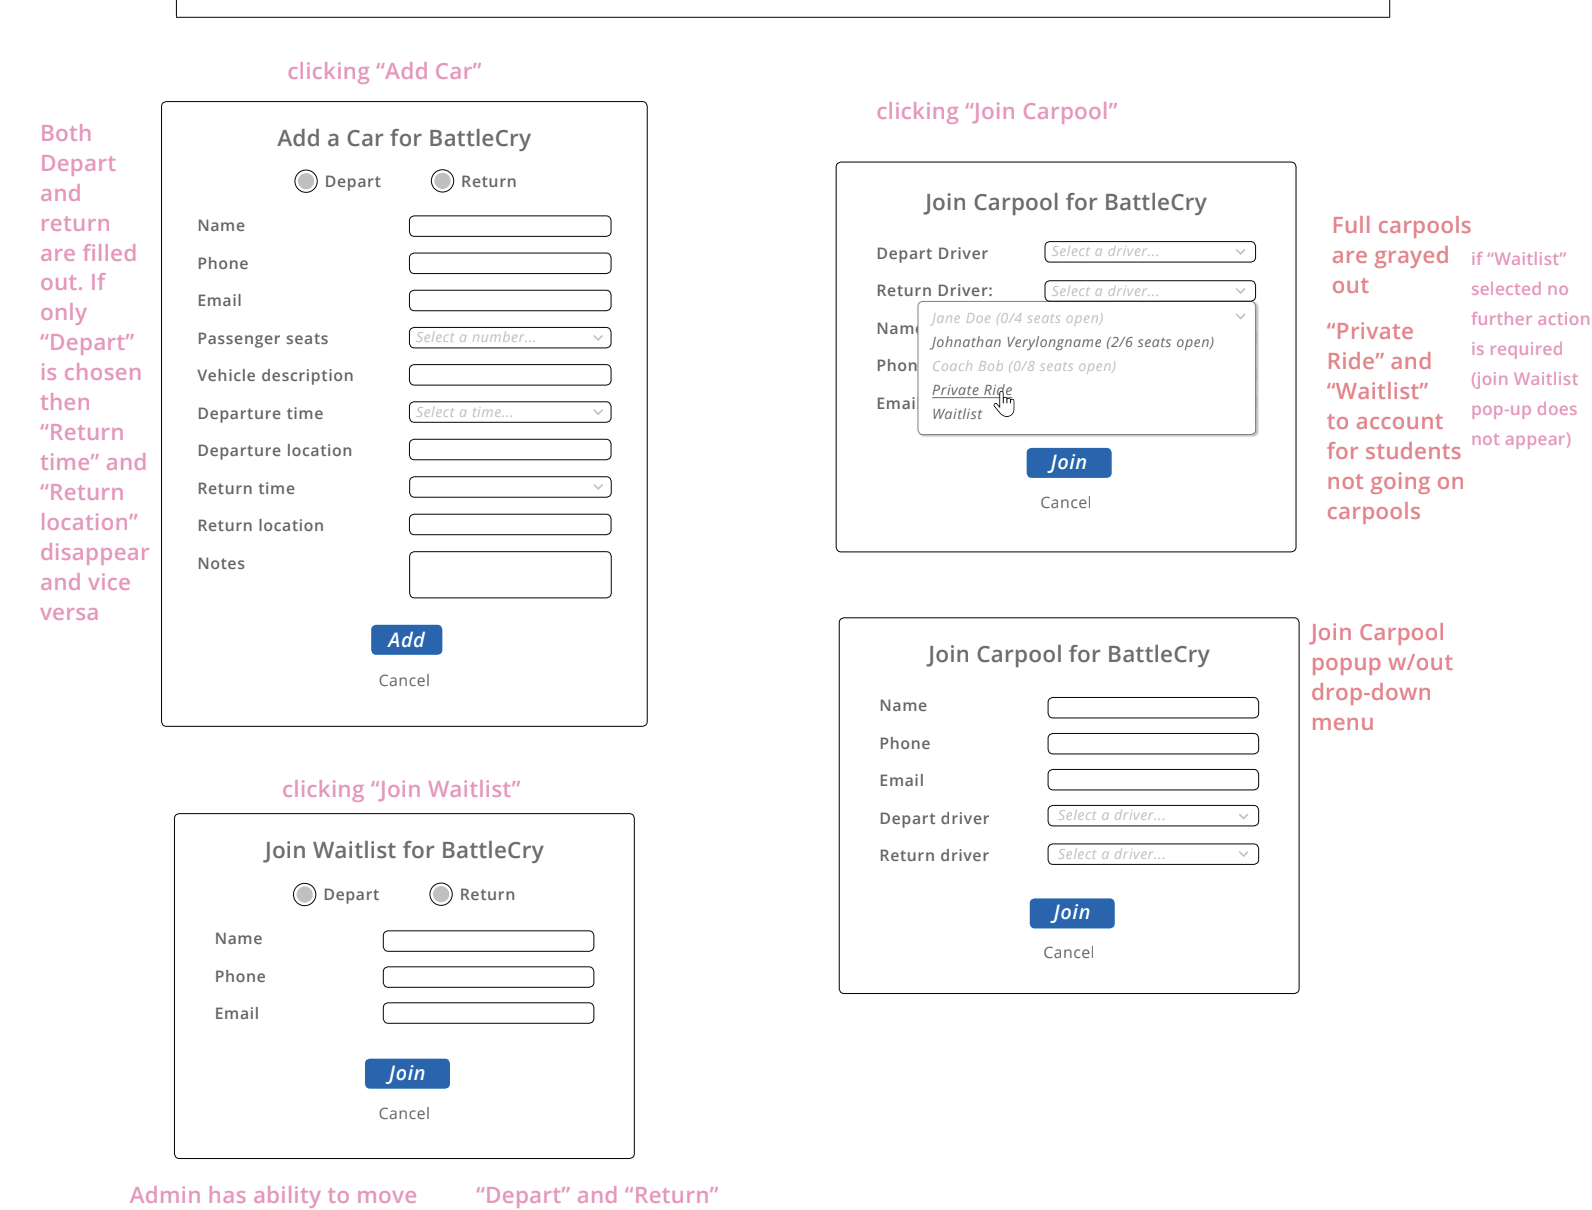 clicking “Add Car”
Both
Depart
and
return
are filled
out. If
only
“Depart”
is chosen
then
“Return
time” and
“Return
location”
disappear
and vice
versa
Add a Car for BattleCry
Depart Return
Name
Phone
Email
Passenger seats Select a number...
Vehicle description
Departure time Select a time...
Departure location
Return time
Return location
Notes
Add
Cancel
clicking “Join Waitlist”
Join Waitlist for BattleCry
Depart Return
Name
Phone
Email
Join
Cancel
Admin has ability to move “Depart” and “Return”
clicking “Join Carpool”
Join Carpool for BattleCry
Depart Driver Select a driver...
Return Driver: Select a driver...
Name
Phon
Emai
Jane Doe (0/4 seats open)
Johnathan Verylongname (2/6 seats open)
Coach Bob (0/8 seats open)
Private Ride
Waitlist
Join
Cancel
Full carpools
are grayed
out
“Private
Ride” and
“Waitlist”
to account
for students
not going on
carpools
if “Waitlist”
selected no
further action
is required
(join Waitlist
pop-up does
not appear)
Join Carpool for BattleCry
Name
Phone
Email
Depart driver Select a driver...
Return driver Select a driver...
Join
Cancel
Join Carpool
popup w/out
drop-down
menu